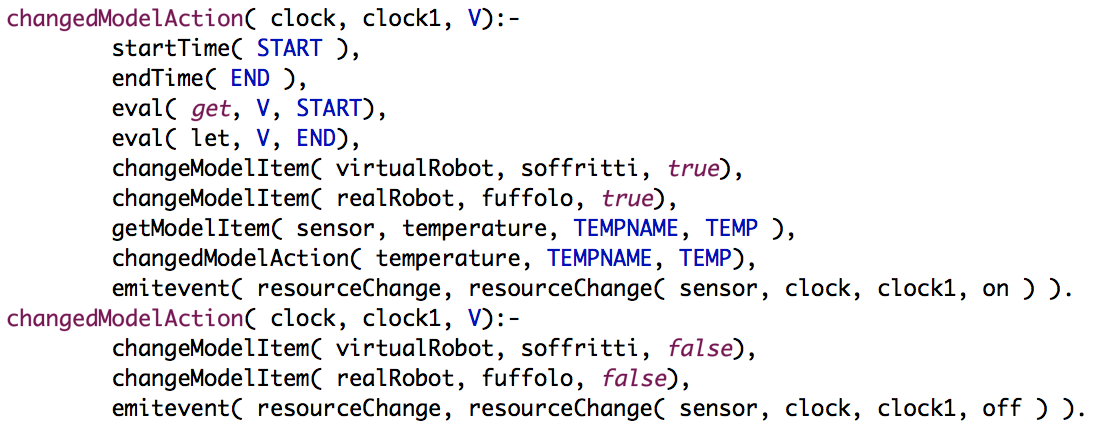 changedModelAction( clock, clock1, V):-
        startTime( START ),
        endTime( END ),
        eval( get, V, START),
        eval( let, V, END),
        changeModelItem( virtualRobot, soffritti, true),
        changeModelItem( realRobot, fuffolo, true),
        getModelItem( sensor, temperature, TEMPNAME, TEMP ),
        changedModelAction( temperature, TEMPNAME, TEMP),
        emitevent( resourceChange, resourceChange( sensor, clock, clock1, on ) ).
changedModelAction( clock, clock1, V):-
        changeModelItem( virtualRobot, soffritti, false),
        changeModelItem( realRobot, fuffolo, false),
        emitevent( resourceChange, resourceChange( sensor, clock, clock1, off ) ).